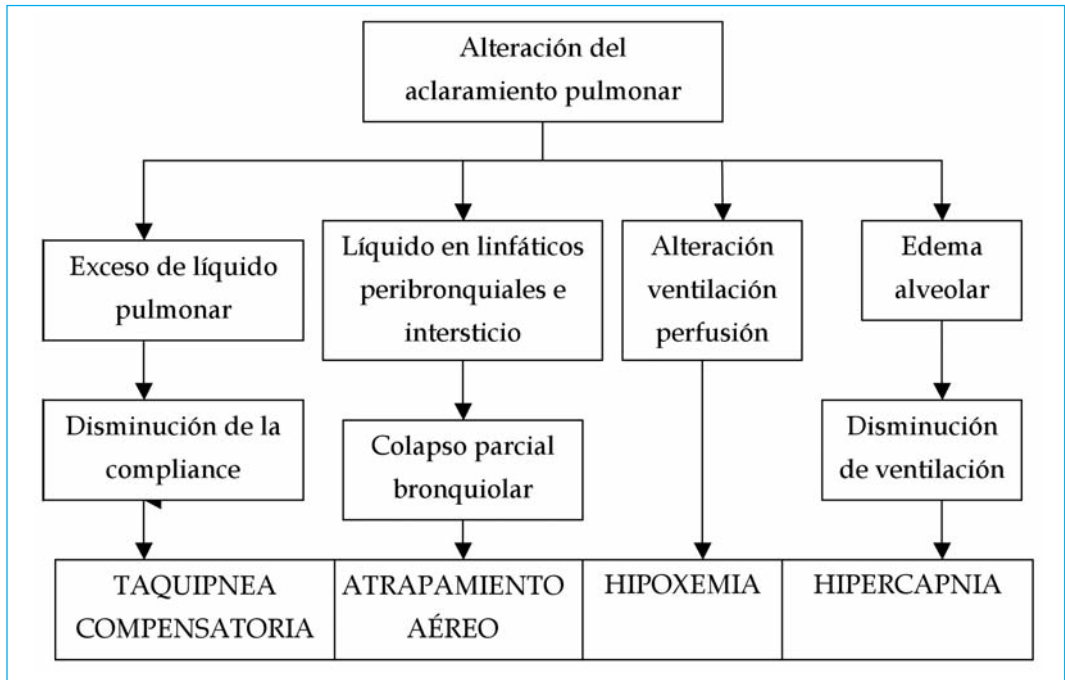 Alteración del
aclaramiento pulmonar
Exceso de líquido
pulmonar
Líquido en linfáticos
peribronquiales e
intersticio
Alteración
ventilación
perfusión
Edema
alveolar
Disminución de la
compliance
Colapso parcial
bronquiolar
Disminución
de ventilación
TAQUIPNEA
COMPENSATORIA
ATRAPAMIENTO
AÉREO
HIPOXEMIA
HIPERCAPNIA